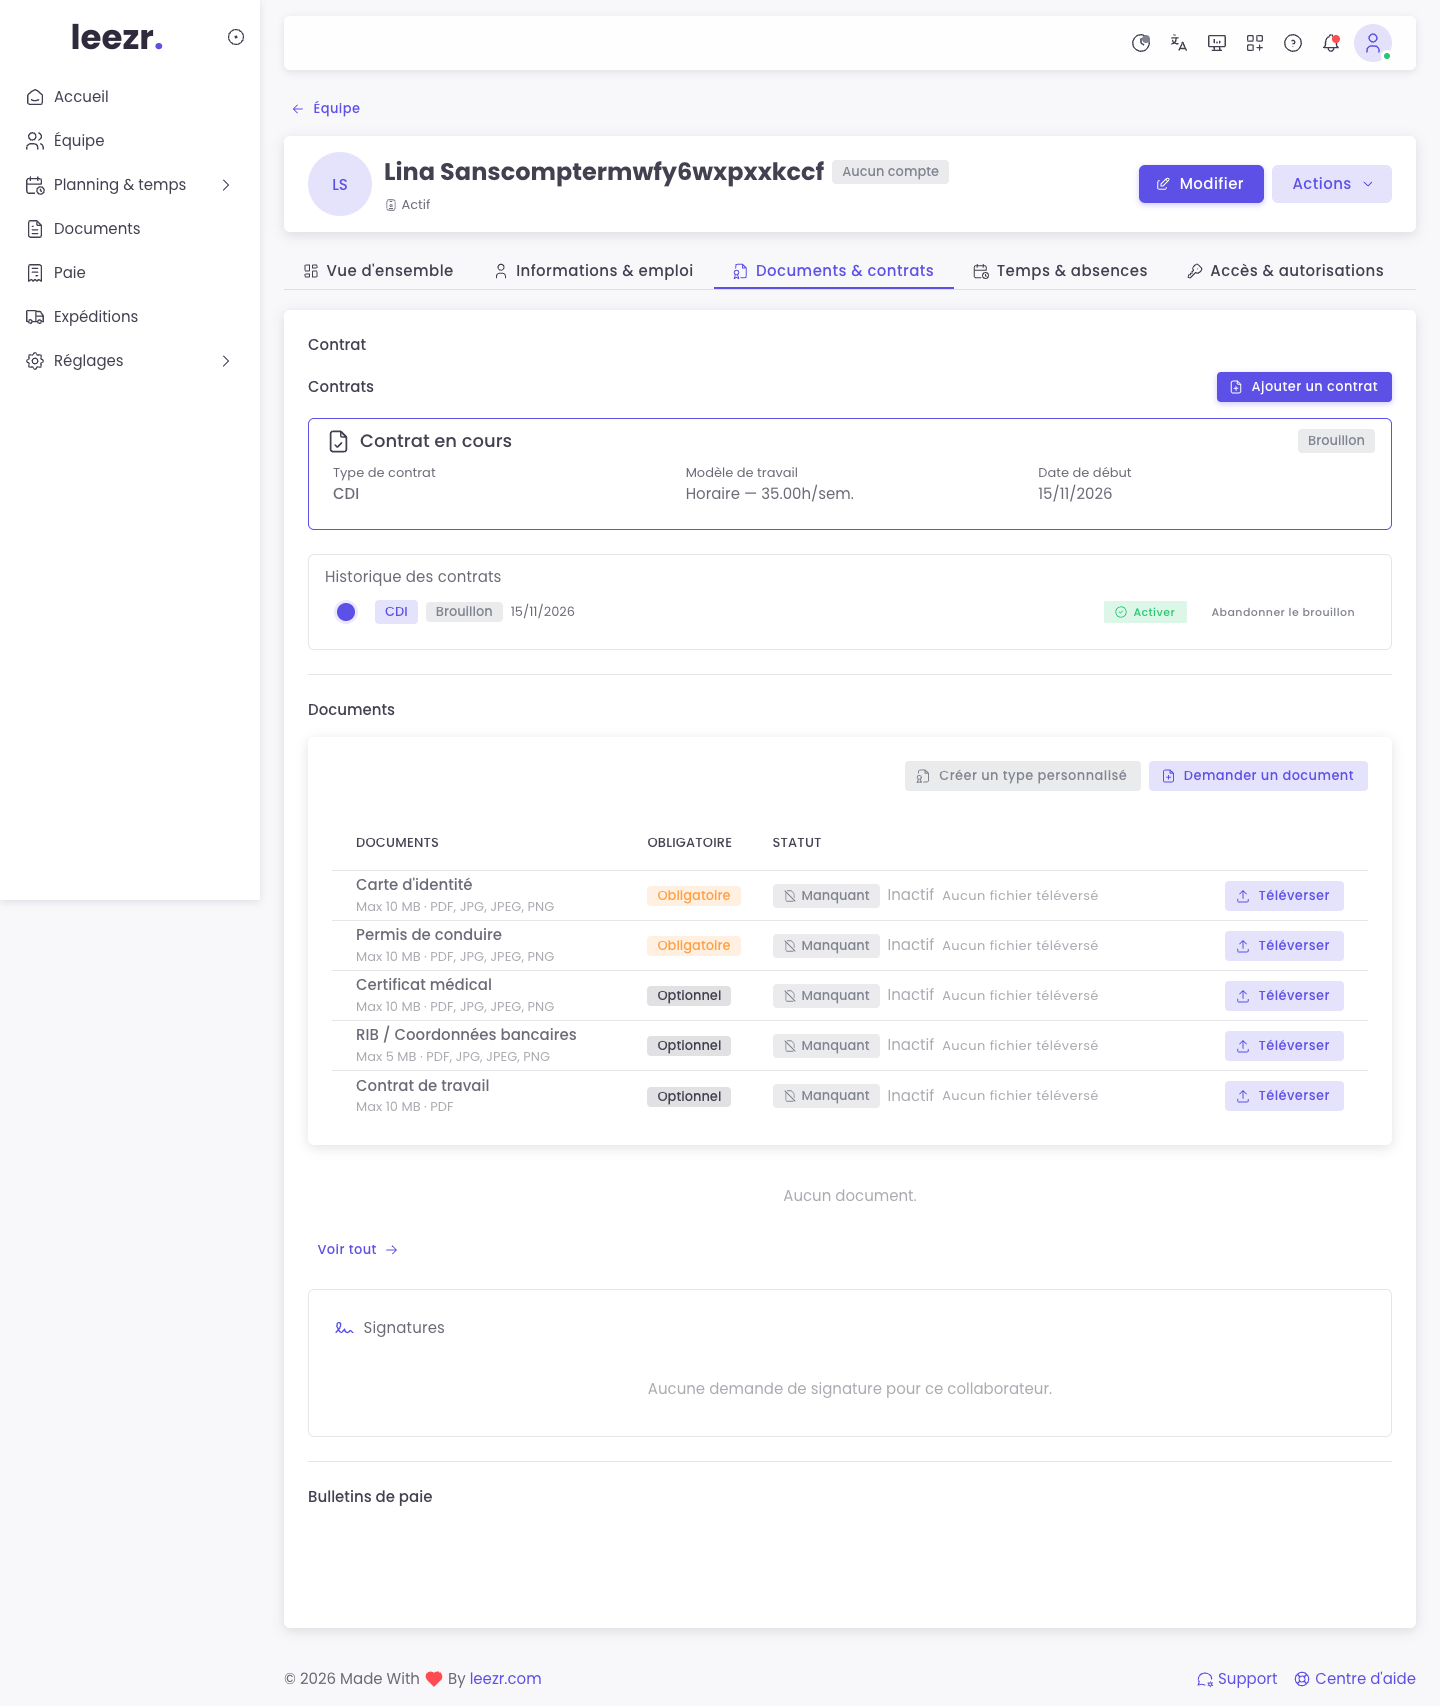 leezr.
Accueil
Équipe
Planning & temps
Documents
Paie
Expéditions
Réglages
Équipe
LS
Lina Sanscomptermwfy6wxpxxkccf
Aucun compte
Actif
Modifier
Actions
Vue d'ensemble
Informations & emploi
Documents & contrats
Temps & absences
Accès & autorisations
Contrat
Contrats
Ajouter un contrat
Contrat en cours
Brouillon
Type de contrat
CDI
Modèle de travail
Horaire — 35.00h/sem.
Date de début
15/11/2026
Historique des contrats
CDI
Brouillon
15/11/2026
Activer
Abandonner le brouillon
Documents
Créer un type personnalisé
Demander un document
DOCUMENTS OBLIGATOIRE STATUT
Carte d'identité
Max 10 MB · PDF, JPG, JPEG, PNG
Obligatoire
Manquant Inactif Aucun fichier téléversé
Téléverser
Permis de conduire
Max 10 MB · PDF, JPG, JPEG, PNG
Obligatoire
Manquant Inactif Aucun fichier téléversé
Téléverser
Certificat médical
Max 10 MB · PDF, JPG, JPEG, PNG
Optionnel
Manquant Inactif Aucun fichier téléversé
Téléverser
RIB / Coordonnées bancaires
Max 5 MB · PDF, JPG, JPEG, PNG
Optionnel
Manquant Inactif Aucun fichier téléversé
Téléverser
Contrat de travail
Max 10 MB · PDF
Optionnel
Manquant Inactif Aucun fichier téléversé
Téléverser
Aucun document.
Voir tout
Signatures
Aucune demande de signature pour ce collaborateur.
Bulletins de paie
© 2026 Made With By leezr.com
Support
Centre d'aide